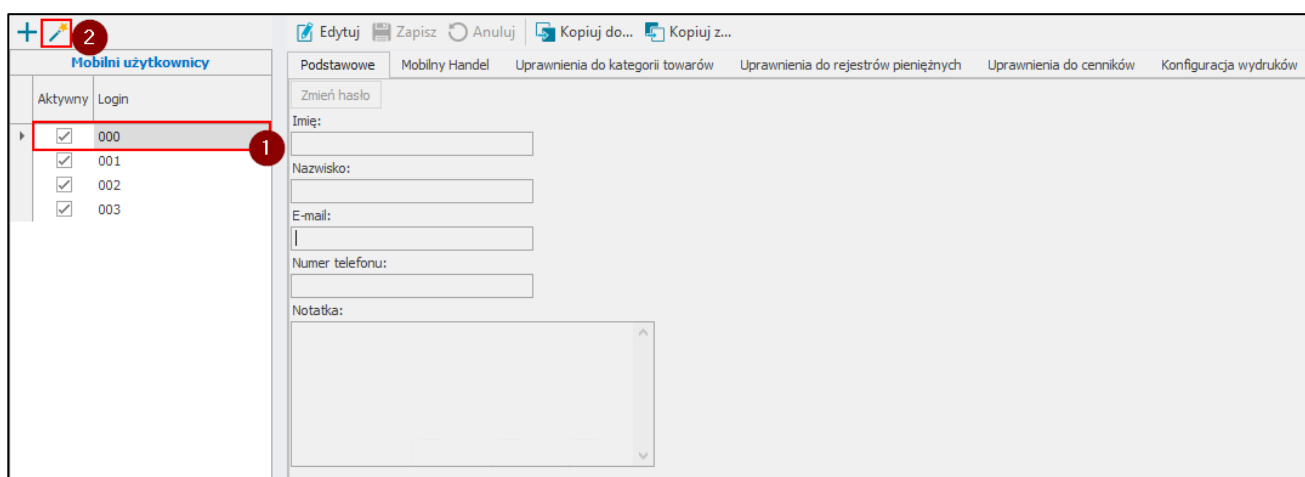 2
Edytuj Zapisz Anuluj Kopiuj do... Kopiuj z...
Mobilni użytkownicy
Podstawowe Mobilny Handel Uprawnienia do kategorii towarów Uprawnienia do rejestrów pieniężnych Uprawnienia do cenników Konfiguracja wydruków
Aktywny Login
Zmień hasło
Imię:
000
1
001
Nazwisko:
002
003
E-mail:
Numer telefonu:
Notatka: